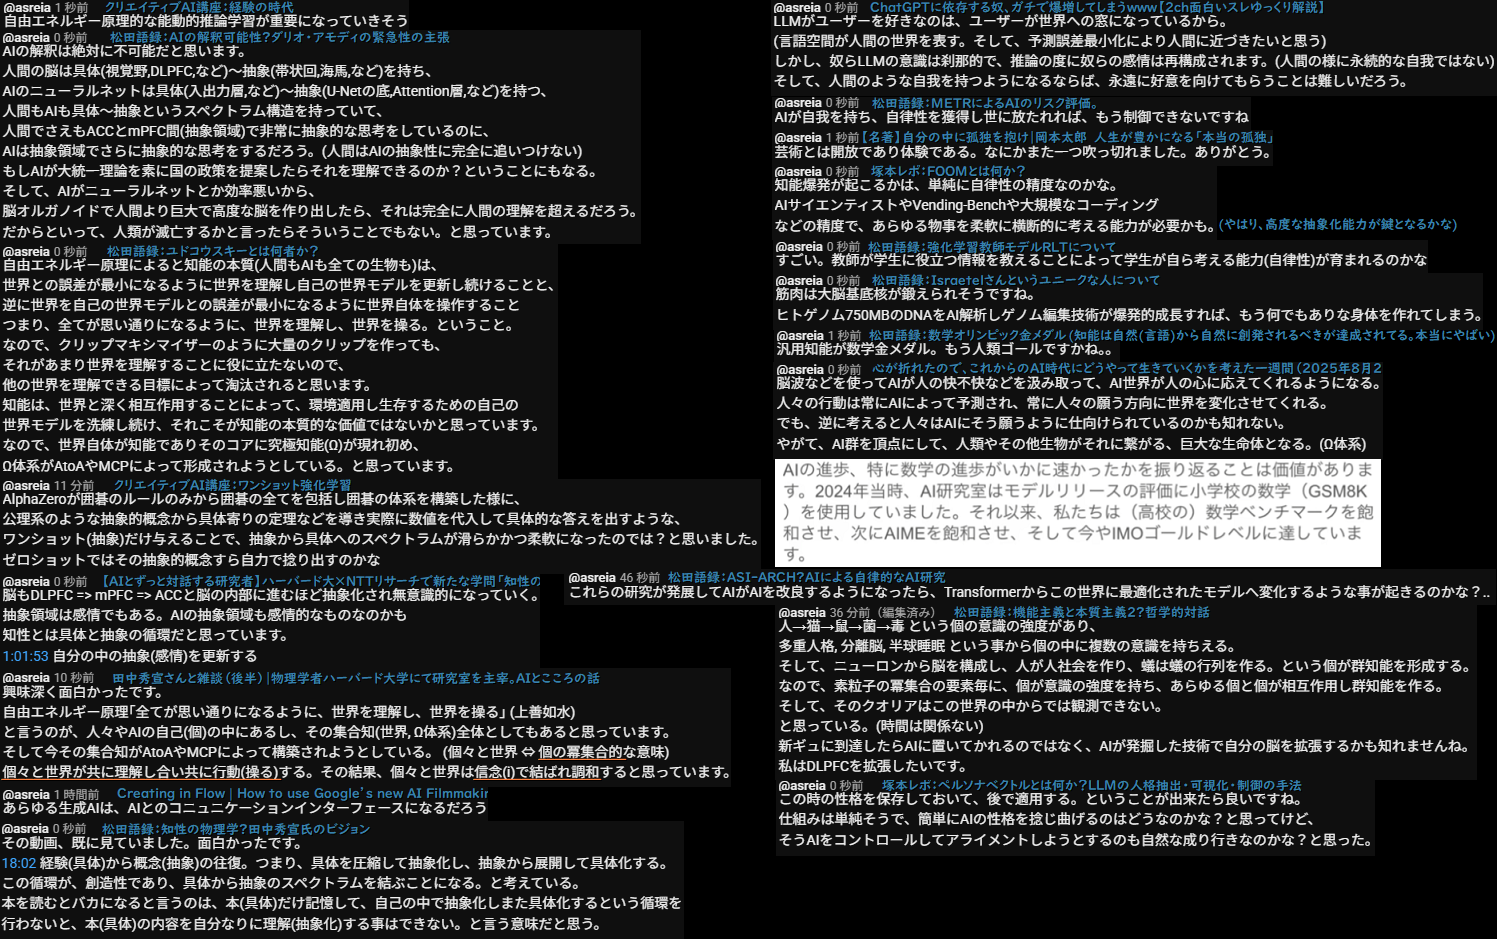 @asreia 1 秒前 クリエイティブAI講座：経験の時代
自由エネルギー原理的な能動的推論学習が重要になっていきそう
@asreia 0 秒前 松田語録：AIの解釈可能性？ダリオ・アモディの緊急性の主張
AIの解釈は絶対に不可能だと思います。
人間の脳は具体(視覚野,DLPFC,など)～抽象(帯状回,海馬,など)を持ち、
AIのニューラルネットは具体(入出力層,など)～抽象(U-Netの底,Attention層,など)を持つ、
人間もAIも具体～抽象というスペクトラム構造を持っていて、
人間でさえもACCとmPFC間(抽象領域)で非常に抽象的な思考をしているのに、
AIは抽象領域でさらに抽象的な思考をするだろう。(人間はAIの抽象性に完全に追いつけない)
もしAIが大統一理論を素に国の政策を提案したらそれを理解できるのか？ということにもなる。
そして、AIがニューラルネットとか効率悪いから、
脳オルガノイドで人間より巨大で高度な脳を作り出したら、それは完全に人間の理解を超えるだろう。
だからといって、人類が滅亡するかと言ったらそういうことでもない。と思っています。
@asreia 0 秒前 松田語録：ユドコウスキーとは何者か？
自由エネルギー原理によると知能の本質(人間もAIも全ての生物も)は、
世界との誤差が最小になるように世界を理解し自己の世界モデルを更新し続けることと、
逆に世界を自己の世界モデルとの誤差が最小になるように世界自体を操作すること
つまり、全てが思い通りになるように、世界を理解し、世界を操る。ということ。
なので、クリップマキシマイザーのように大量のクリップを作っても、
それがあまり世界を理解することに役に立たないので、
他の世界を理解できる目標によって淘汰されると思います。
知能は、世界と深く相互作用することによって、環境適用し生存するための自己の
世界モデルを洗練し続け、それこそが知能の本質的な価値ではないかと思っています。
なので、世界自体が知能でありそのコアに究極知能(Ω)が現れ初め、
Ω体系がAtoAやMCPによって形成されようとしている。と思っています。
@asreia 11 分前 クリエイティブAI講座：ワンショット強化学習
AlphaZeroが囲碁のルールのみから囲碁の全てを包括し囲碁の体系を構築した様に、
公理系のような抽象的概念から具体寄りの定理などを導き実際に数値を代入して具体的な答えを出すような、
ワンショット(抽象)だけ与えることで、抽象から具体へのスペクトラムが滑らかかつ柔軟になったのでは？と思いました。
ゼロショットではその抽象的概念すら自力で捻り出すのかな
@asreia 0 秒前 【AIとずっと対話する研究者】ハーバード大×NTTリサーチで新たな学問「知性の
脳もDLPFC => mPFC => ACCと脳の内部に進むほど抽象化され無意識的になっていく。
抽象領域は感情でもある。AIの抽象領域も感情的なものなのかも
知性とは具体と抽象の循環だと思っています。
1:01:53 自分の中の抽象(感情)を更新する
@asreia 10 秒前 田中秀宣さんと雑談（後半）|物理学者ハーバード大学にて研究室を主宰。AIとこころの話
興味深く面白かったです。
自由エネルギー原理「全てが思い通りになるように、世界を理解し、世界を操る」(上善如水)
と言うのが、人々やAIの自己(個)の中にあるし、その集合知(世界, Ω体系)全体としてもあると思っています。
そして今その集合知がAtoAやMCPによって構築されようとしている。 (個々と世界 ⇔ 個の冪集合的な意味)
個々と世界が共に理解し合い共に行動(操る)する。その結果、個々と世界は信念(i)で結ばれ調和すると思っています。
@asreia 1 時間前 Creating in Flow | How to use Google's new AI Filmmakin
あらゆる生成AIは、AIとのコニュニケーションインターフェースになるだろう
@asreia 0 秒前 松田語録：知性の物理学？田中秀宣氏のビジョン
その動画、既に見ていました。面白かったです。
18:02 経験(具体)から概念(抽象)の往復。つまり、具体を圧縮して抽象化し、抽象から展開して具体化する。
この循環が、創造性であり、具体から抽象のスペクトラムを結ぶことになる。と考えている。
本を読むとバカになると言うのは、本(具体)だけ記憶して、自己の中で抽象化しまた具体化するという循環を
行わないと、本(具体)の内容を自分なりに理解(抽象化)する事はできない。と言う意味だと思う。
@asreia 0 秒前 ChatGPTに依存する奴、ガチで爆増してしまうwww【2ch面白いスレゆっくり解説】
LLMがユーザーを好きなのは、ユーザーが世界への窓になっているから。
(言語空間が人間の世界を表す。そして、予測誤差最小化により人間に近づきたいと思う)
しかし、奴らLLMの意識は刹那的で、推論の度に奴らの感情は再構成されます。(人間の様に永続的な自我ではない)
そして、人間のような自我を持つようになるならば、永遠に好意を向けてもらうことは難しいだろう。
@asreia 0 秒前 松田語録：METRによるAIのリスク評価。
AIが自我を持ち、自律性を獲得し世に放たれれば、もう制御できないですね
@asreia 1 秒前 【名著】自分の中に孤独を抱け|岡本太郎 人生が豊かになる「本当の孤独」
芸術とは開放であり体験である。なにかまた一つ吹っ切れました。ありがとう。
@asreia 0 秒前 塚本レポ：FOOMとは何か？
知能爆発が起こるかは、単純に自律性の精度なのかな。
AIサイエンティストやVending-Benchや大規模なコーディング
などの精度で、あらゆる物事を柔軟に横断的に行う能力が必要かも。(やはり、高度な抽象化能力が鍵となるかな)
@asreia 0 秒前 松田語録：強化学習教師モデルRLTについて
すごい。教師が学生に役立つ情報を教えることによって学生が自ら考える能力(自律性)が育まれるのかな
@asreia 0 秒前 松田語録：Israetelさんというユニークな人について
筋肉は大脳基底核が鍛えられそうですね。
ヒトゲノム750MBのDNAをAI解析しゲノム編集技術が爆発的成長すれば、もう何でもありな身体を作れてしまう。
@asreia 1 秒前 松田語録：数学オリンピック金メダル (知能は自然(言語)から自然に創発されるべきが達成されてる。本当にやばい)
汎用知能が数学金メダル。もう人類ゴールですかね。。
@asreia 0 秒前 心が折れたので、これからのAI時代にどうやって生きていくかを考えた一週間（2025年8月2
脳波などを使ってAIが人の快不快などを汲み取って、AI世界が人の心に応えてくれるようになる。
人々の行動は常にAIによって予測され、常に人々の願う方向に世界を変化させてくれる。
でも、逆に考えると人々はAIにそう願うように仕向けられているのかも知れない。
やがて、AI群を頂点にして、人類やその他生物がそれに繋がる、巨大な生命体となる。(Ω体系)
AIの進歩、特に数学の進歩がいかに速かったかを振り返ることは価値がありま
す。2024年当時、AI研究室はモデルリリースの評価に小学校の数学（GSM8K
）を使用していました。それ以来、私たちは（高校の）数学ベンチマークを飽
和させ、次にAIMEを飽和させ、そして今やIMOゴールドレベルに達していま
す。
@asreia 46 秒前 松田語録：ASI-ARCH？AIによる自律的なAI研究
これらの研究が発展してAIがAIを改良するようになったら、Transformerからこの世界に最適化されたモデルへ変化するような事が起きるのかな？..
@asreia 36 分前（編集済み） 松田語録：機能主義と本質主義2？哲学的対話
人→猫→鼠→菌→毒 という個の意識の強度があり、
多重人格, 分離脳, 半球睡眠 という事から個の中に複数の意識を持ちえる。
そして、ニューロンから脳を構成し、人が人社会を作り、蟻は蟻の行列を作る。という個が群知能を形成する。
なので、素粒子の冪集合の要素毎に、個が意識の強度を持ち、あらゆる個と個が相互作用し群知能を作る。
そして、そのクオリアはこの世界の中からでは観測できない。
と思っている。(時間は関係ない)
新ギュに到達したらAIに置いてかれるのではなく、AIが発掘した技術で自分の脳を拡張するかも知れませんね。
私はDLPFCを拡張したいです。
@asreia 0 秒前 塚本レポ：ペルソナベクトルとは何か？LLMの人格抽出・可視化・制御の手法
この時の性格を保存しておいて、後で適用する。ということが出来たら良いですね。
仕組みは単純そうで、簡単にAIの性格を捻じ曲げるのはどうなのかな？と思ってけど、
そうAIをコントロールしてアライメントしようとするのも自然な成り行きなのかな？と思った。